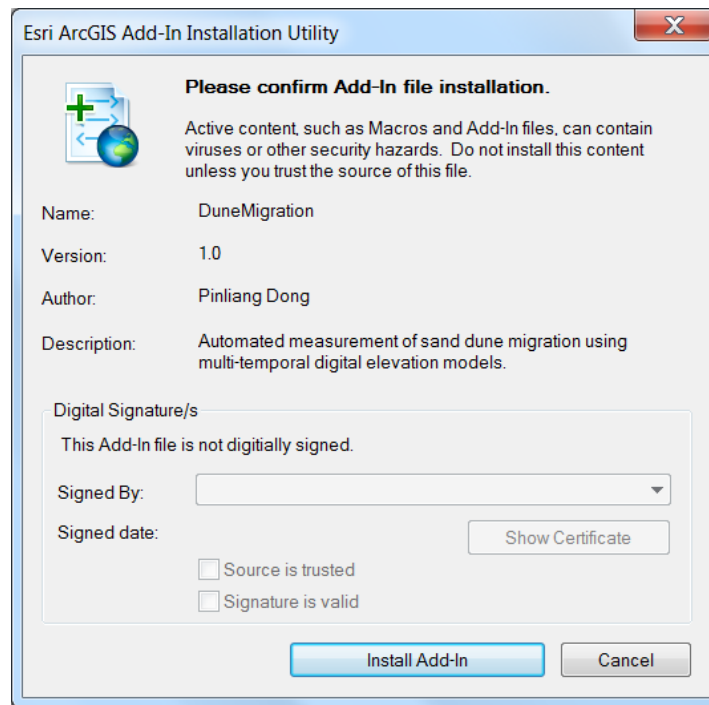 Esri ArcGIS Add-In Installation Utility
Please confirm Add-In file installation.
Active content, such as Macros and Add-In files, can contain
viruses or other security hazards. Do not install this content
unless you trust the source of this file.
Name: DuneMigration
Version: 1.0
Author: Pinliang Dong
Description: Automated measurement of sand dune migration using
multi-temporal digital elevation models.
Digital Signature/s
This Add-In file is not digitially signed.
Signed By:
Signed date:
Show Certificate
Source is trusted
Signature is valid
Install Add-In
Cancel